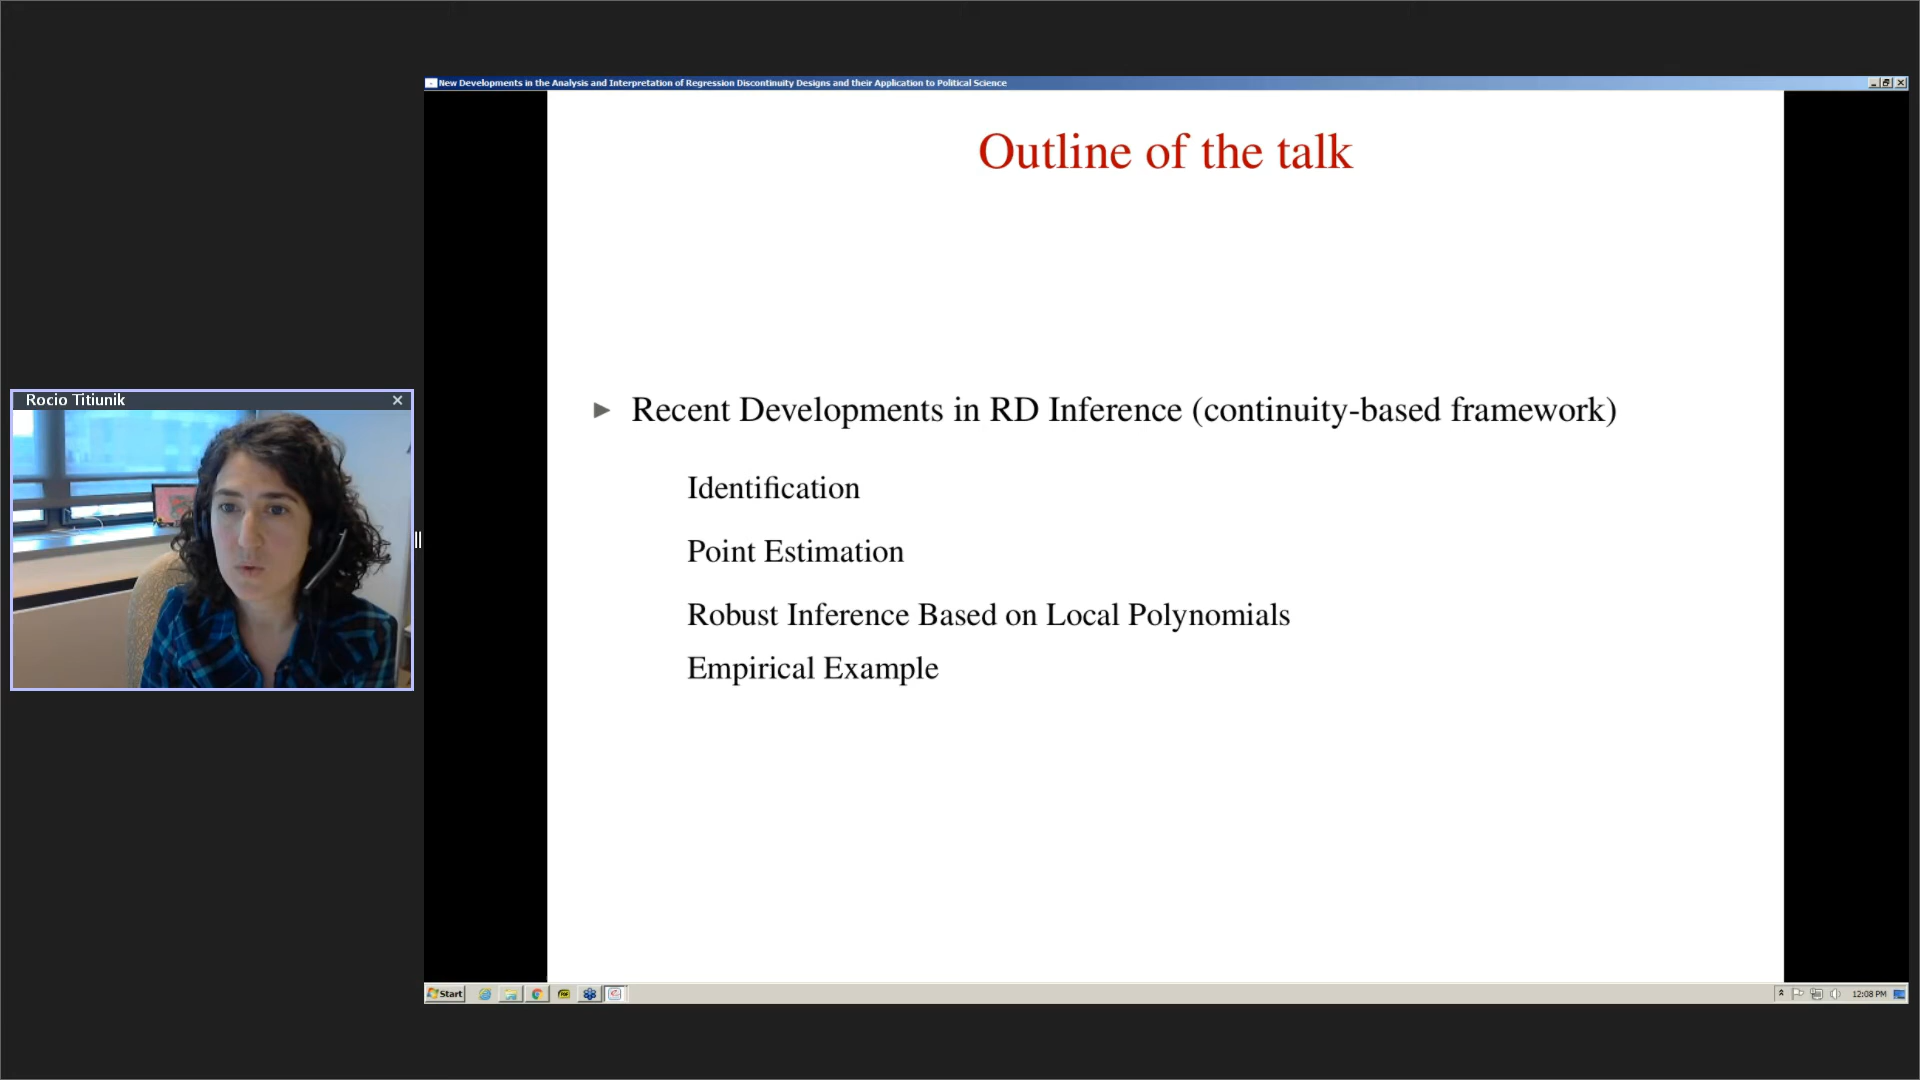 New Developments in the Analysis and Interpretation of Regression Discontinuity Designs and their Application to Political Science
Outline of the talk
Rocio Titiunik
Recent Developments in RD Inference (continuity-based framework)
Identification
Point Estimation
Robust Inference Based on Local Polynomials
Empirical Example
Start
12:08 PM